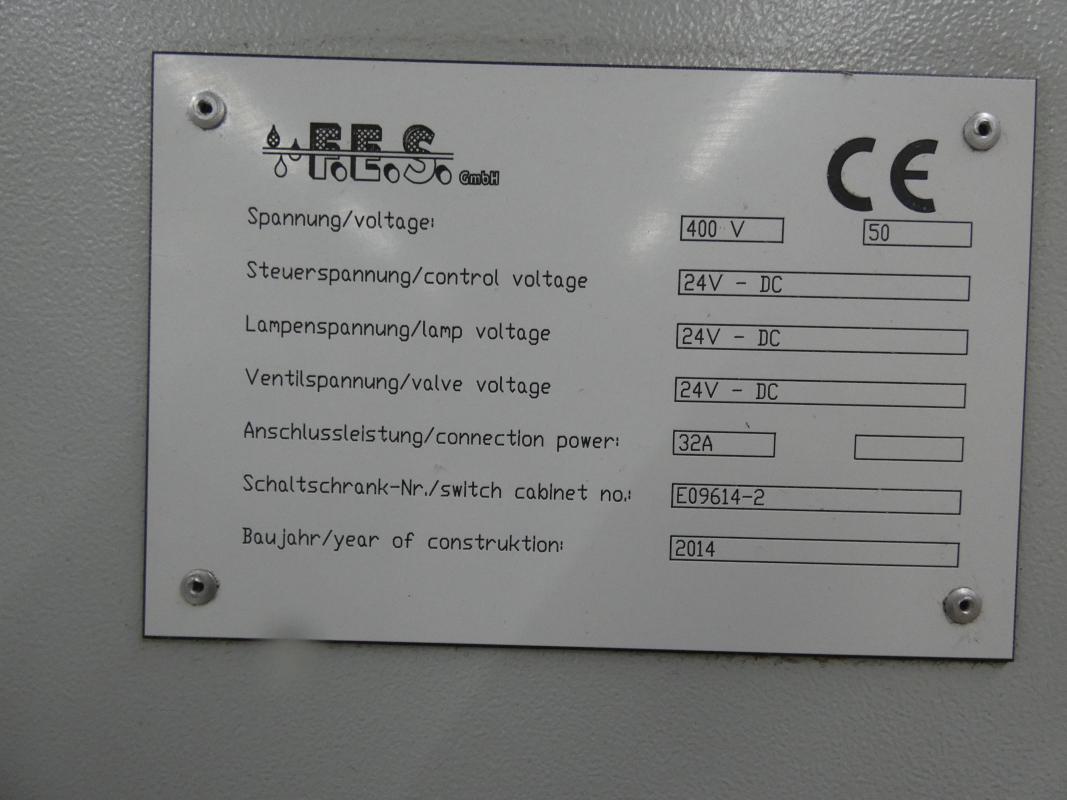 F.E.S. GmbH
CE
Spannung/voltage: 400 V 50
Steuerspannung/control voltage 24V - DC
Lampenspannung/lamp voltage 24V - DC
Ventilspannung/valve voltage 24V - DC
Anschlussleistung/connection power: 32A
Schaltschrank-Nr./switch cabinet no.: E09614-2
Baujahr/year of construktion: 2014